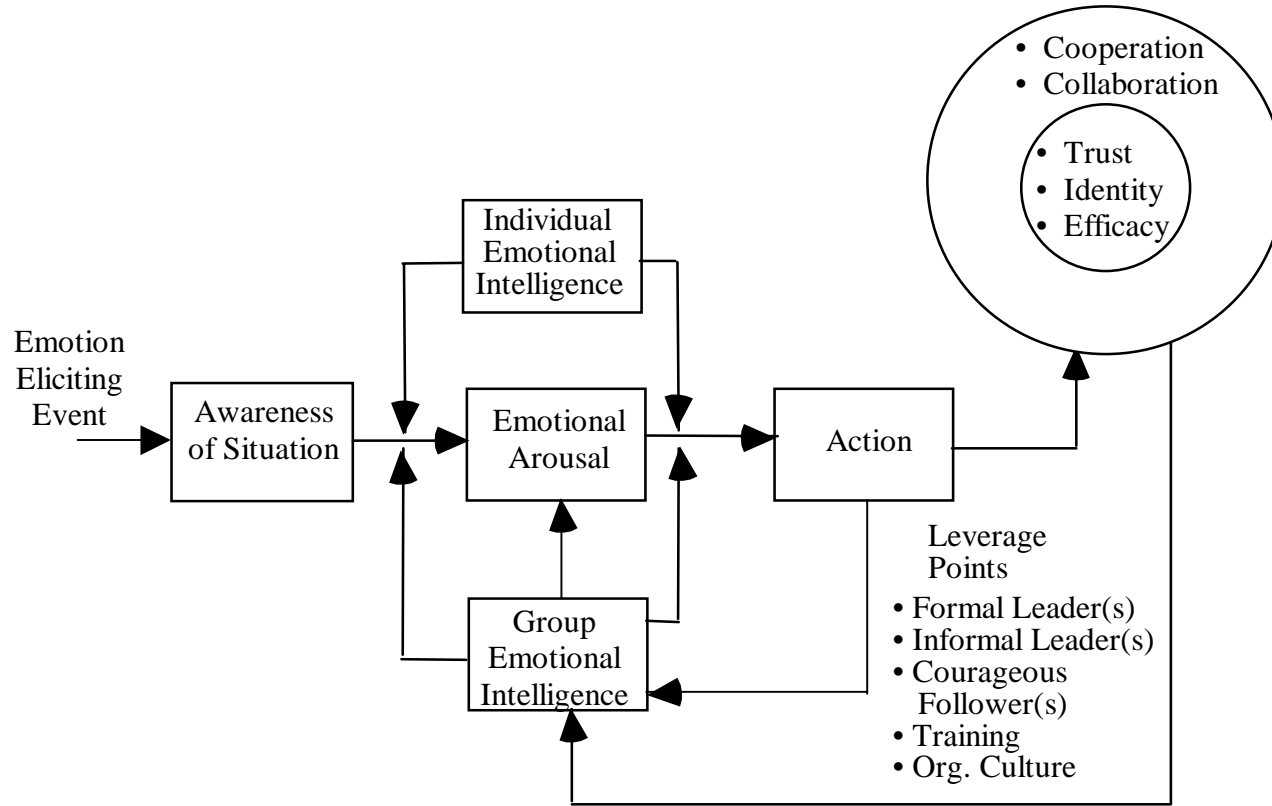 • Cooperation
• Collaboration
• Trust
• Identity
• Efficacy
Individual
Emotional
Intelligence
Emotion
Eliciting
Event
Awareness
of Situation
Emotional
Arousal
Action
Group
Emotional
Intelligence
Leverage
Points
• Formal Leader(s)
• Informal Leader(s)
• Courageous
Follower(s)
• Training
• Org. Culture